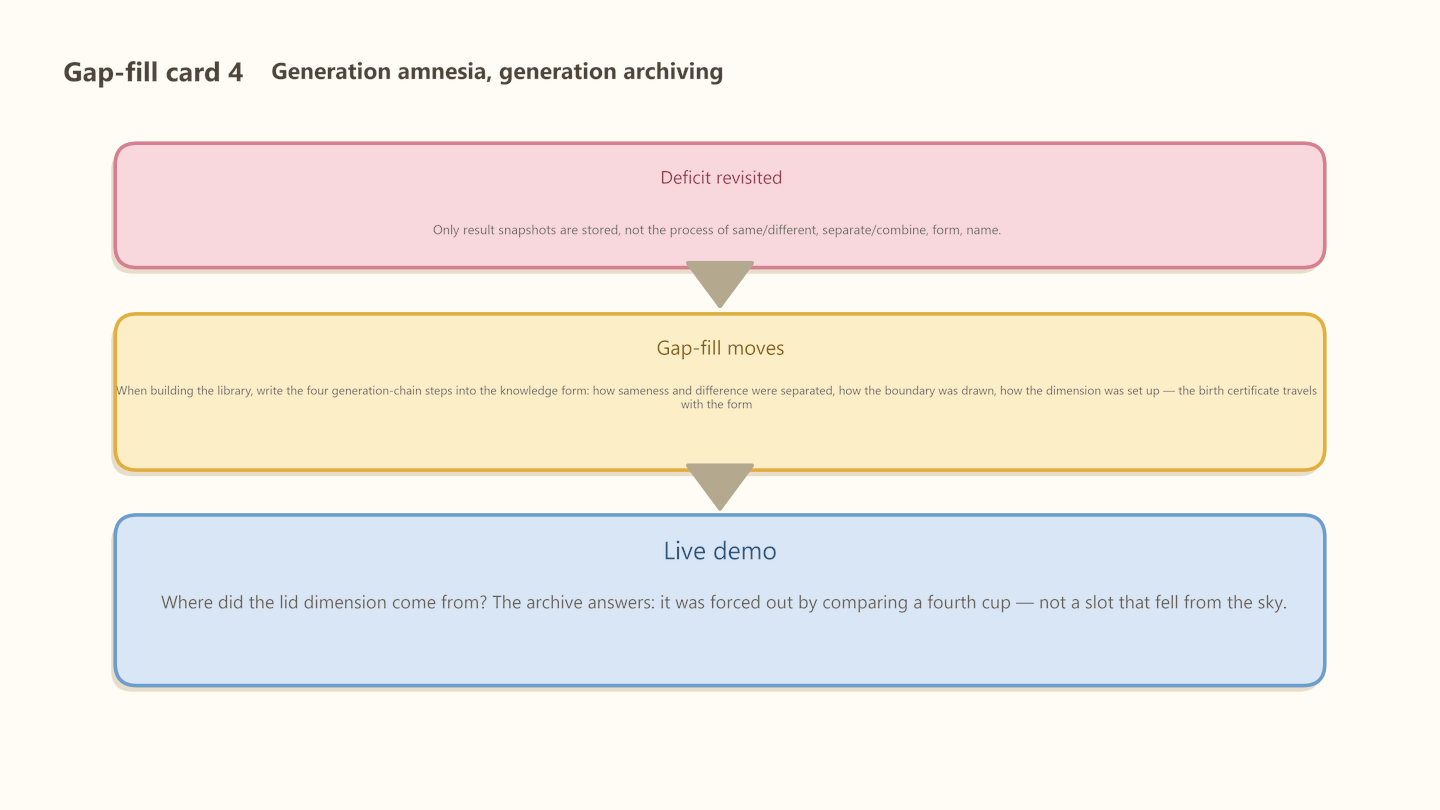 Gap-fill card 4 Generation amnesia, generation archiving
Deficit revisited
Only result snapshots are stored, not the process of same/different, separate/combine, form, name.
Gap-fill moves
When building the library, write the four generation-chain steps into the knowledge form: how sameness and difference were separated, how the boundary was drawn, how the dimension was set up — the birth certificate travels
with the form
Live demo
Where did the lid dimension come from? The archive answers: it was forced out by comparing a fourth cup — not a slot that fell from the sky.